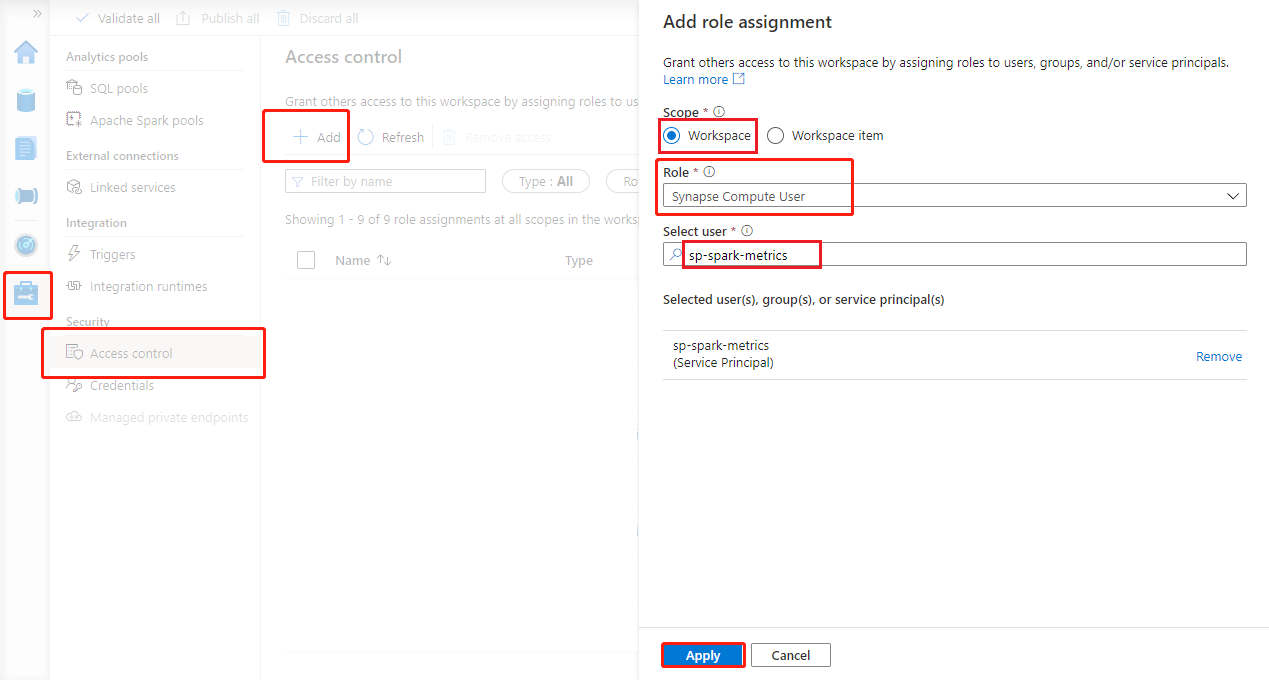 Validate all
Publish all
Discard all
Analytics pools
SQL pools
Apache Spark pools
External connections
Linked services
Integration
Triggers
Integration runtimes
Security
Access control
Credentials
Managed private endpoints
Access control
Grant others access to this workspace by assigning roles to us
Add
Refresh
Remove access
Filter by name
Type : All
Ro
Showing 1 - 9 of 9 role assignments at all scopes in the worksp
Name
Type
Add role assignment
Grant others access to this workspace by assigning roles to users, groups, and/or service principals.
Learn more
Scope *
Workspace
Workspace item
Role *
Synapse Compute User
Select user *
sp-spark-metrics
Selected user(s), group(s), or service principal(s)
sp-spark-metrics
(Service Principal)
Remove
Apply
Cancel